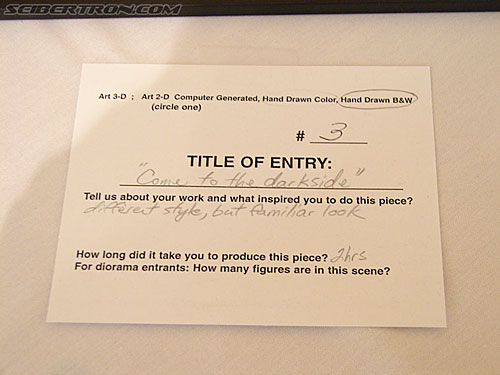 SEIBERTRON.COM
Art 3-D ; Art 2-D Computer Generated, Hand Drawn Color, Hand Drawn B&W
(circle one)
# 3
TITLE OF ENTRY:
"Come to the darkside"
Tell us about your work and what inspired you to do this piece?
different style, but familiar look
How long did it take you to produce this piece? 2hrs
For diorama entrants: How many figures are in this scene?